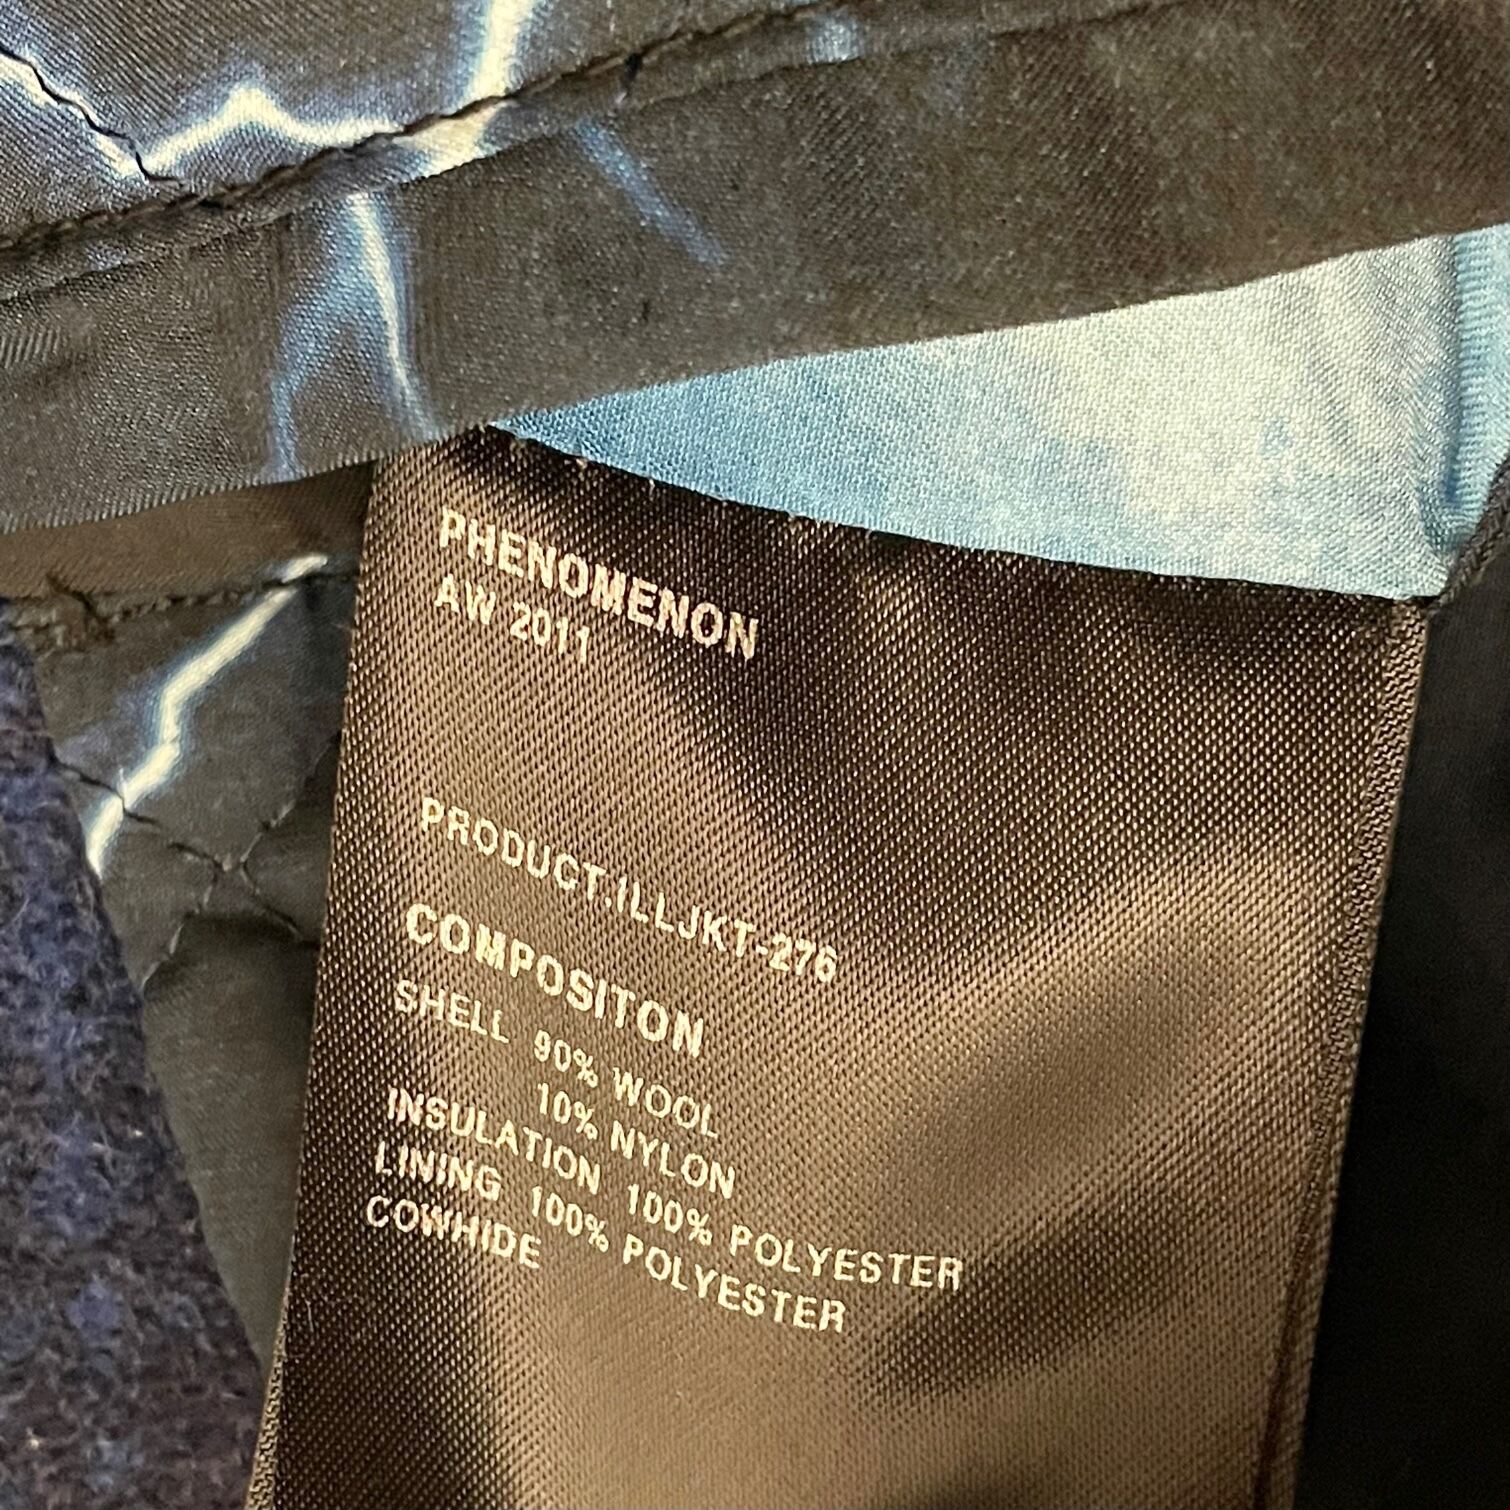 PHENOMENON
AW 2011
PRODUCT.ILLJKT-276
COMPOSITON
SHELL 90% WOOL
10% NYLON
INSULATION 100% POLYESTER
LINING 100% POLYESTER
COWHIDE